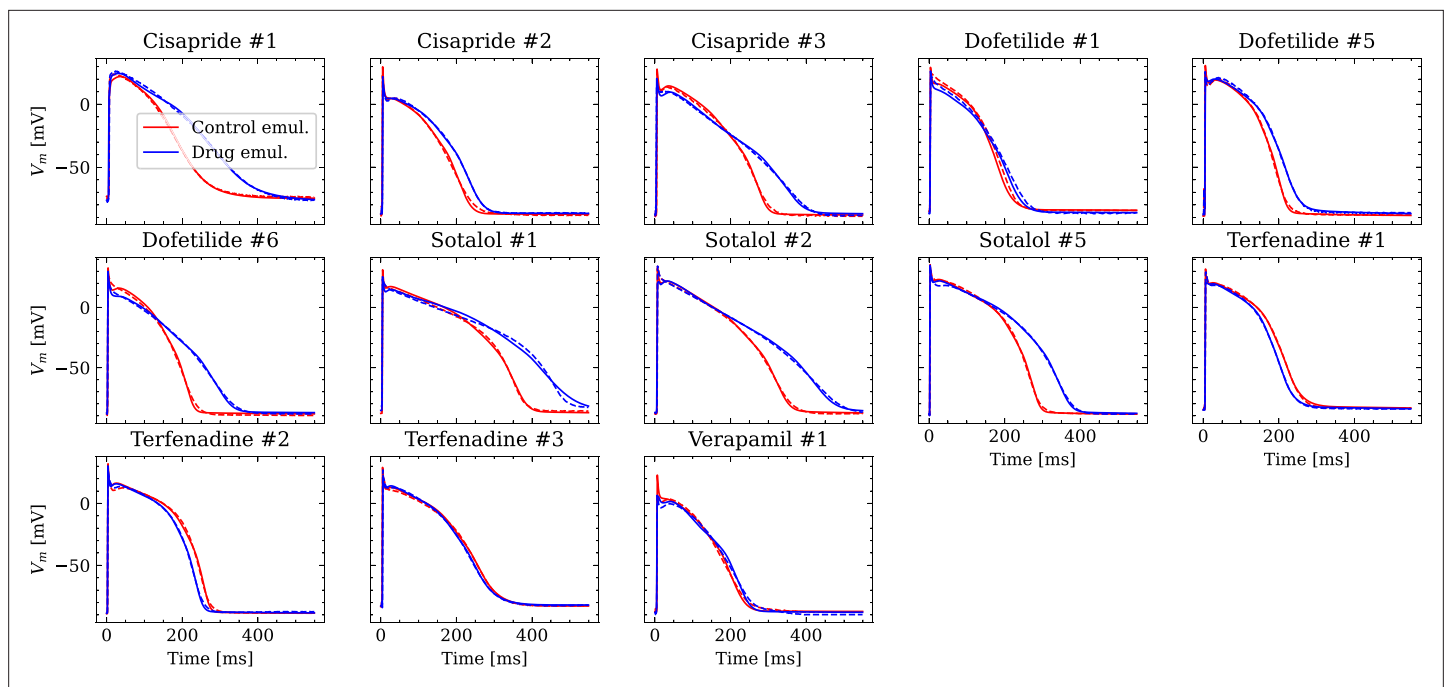 Cisapride #1 Cisapride #2 Cisapride #3 Dofetilide #1 Dofetilide #5
V_m [mV]
0
−50
Control emul.
Drug emul.
Dofetilide #6 Sotalol #1 Sotalol #2 Sotalol #5 Terfenadine #1
V_m [mV]
0
−50
0 200 400 0 200 400
Time [ms] Time [ms]
Terfenadine #2 Terfenadine #3 Verapamil #1
V_m [mV]
0
−50
0 200 400 0 200 400 0 200 400
Time [ms] Time [ms] Time [ms]